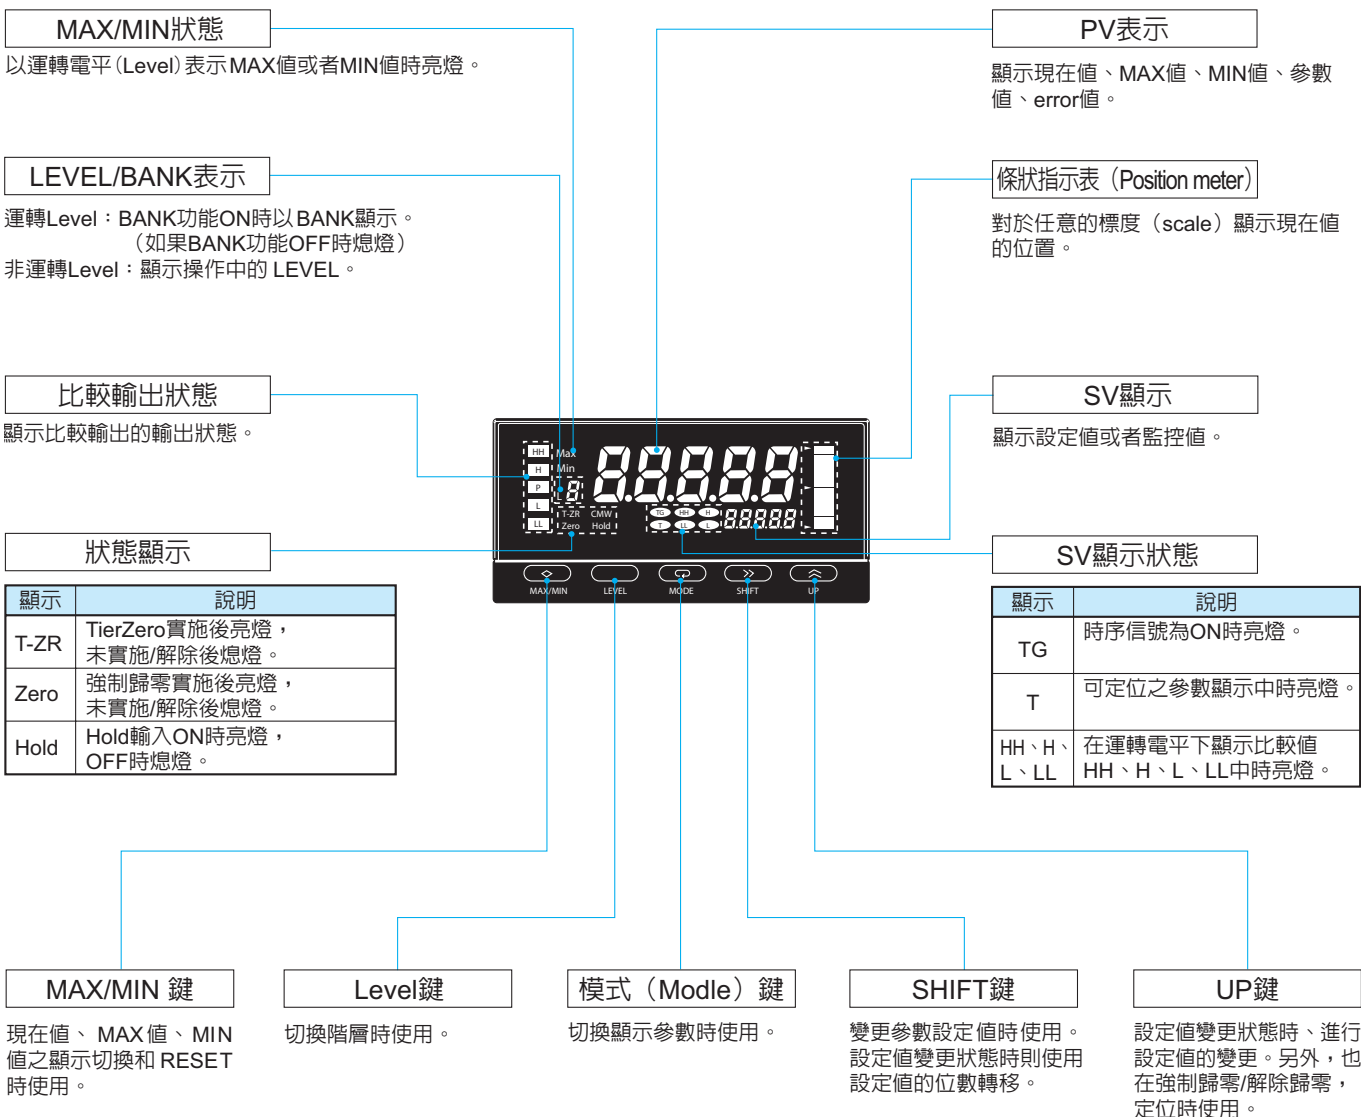 MAX/MIN狀態
以運轉電平(Level)表示MAX值或者MIN值時亮燈。
LEVEL/BANK表示
運轉Level：BANK功能ON時以BANK顯示。
（如果BANK功能OFF時熄燈）
非運轉Level：顯示操作中的 LEVEL。
比較輸出狀態
顯示比較輸出的輸出狀態。
狀態顯示
顯示 說明
T-ZR TierZero實施後亮燈，
未實施/解除後熄燈。
Zero 強制歸零實施後亮燈，
未實施/解除後熄燈。
Hold Hold輸入ON時亮燈，
OFF時熄燈。
PV表示
顯示現在值、MAX值、MIN值、參數
值、error值。
條狀指示表（Position meter）
對於任意的標度（scale）顯示現在值
的位置。
SV顯示
顯示設定值或者監控值。
SV顯示狀態
顯示 說明
TG 時序信號為ON時亮燈。
T 可定位之參數顯示中時亮燈。
HH、H、 在運轉電平下顯示比較值
L、LL HH、H、L、LL中時亮燈。
HH Max
H Min
P
L
LL
8
88888
T-ZR CMW
Zero Hold
TG HH H
T LL L
88888
MAX/MIN LEVEL MODE SHIFT UP
MAX/MIN 鍵
現在值、 MAX值、MIN
值之顯示切換和 RESET
時使用。
Level鍵
切換階層時使用。
模式（Modle）鍵
切換顯示參數時使用。
SHIFT鍵
變更參數設定值時使用。
設定值變更狀態時則使用
設定值的位數轉移。
UP鍵
設定值變更狀態時、進行
設定值的變更。另外，也
在強制歸零/解除歸零，
定位時使用。